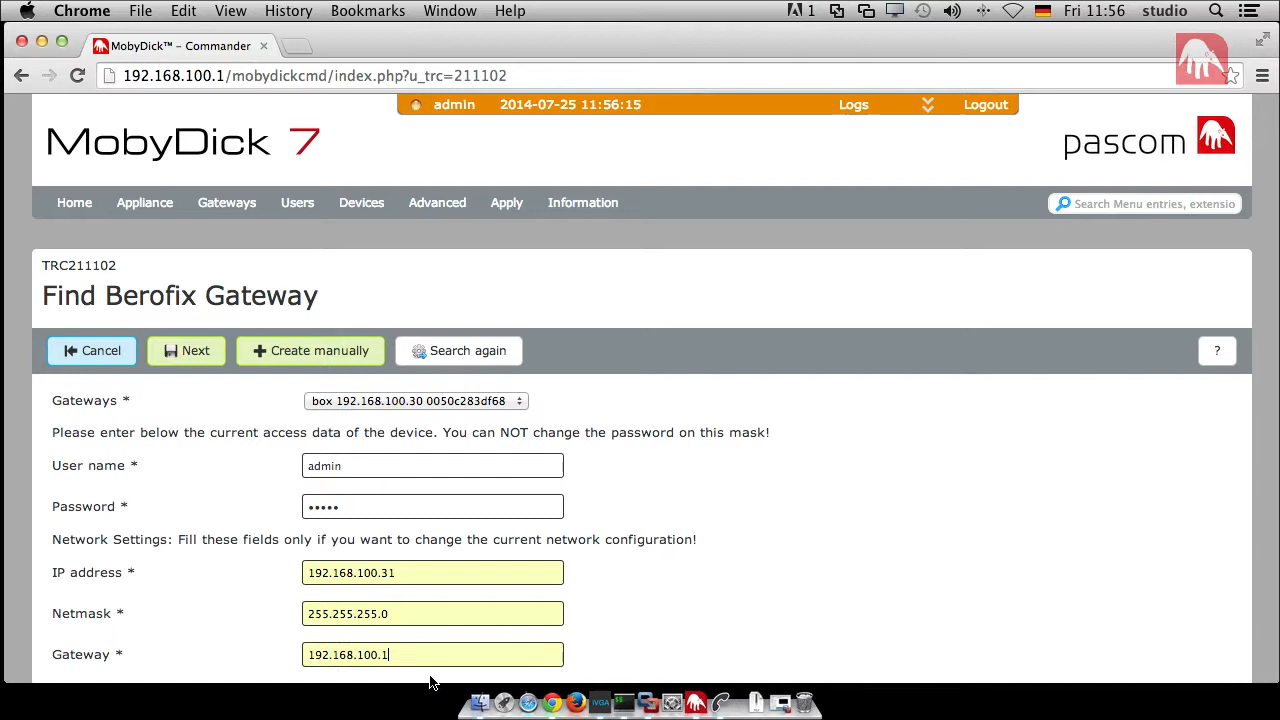 Chrome File Edit View History Bookmarks Window Help 1 Fri 11:56 studio
MobyDick™ – Commander
192.168.100.1/mobydickcmd/index.php?u_trc=211102
admin 2014-07-25 11:56:15 Logs Logout
MobyDick 7 pascom
Home Appliance Gateways Users Devices Advanced Apply Information Search Menu entries, extensio
TRC211102
Find Berofix Gateway
Cancel Next Create manually Search again ?
Gateways * box 192.168.100.30 0050c283df68
Please enter below the current access data of the device. You can NOT change the password on this mask!
User name * admin
Password * •••••
Network Settings: Fill these fields only if you want to change the current network configuration!
IP address * 192.168.100.31
Netmask * 255.255.255.0
Gateway * 192.168.100.1
IVGA